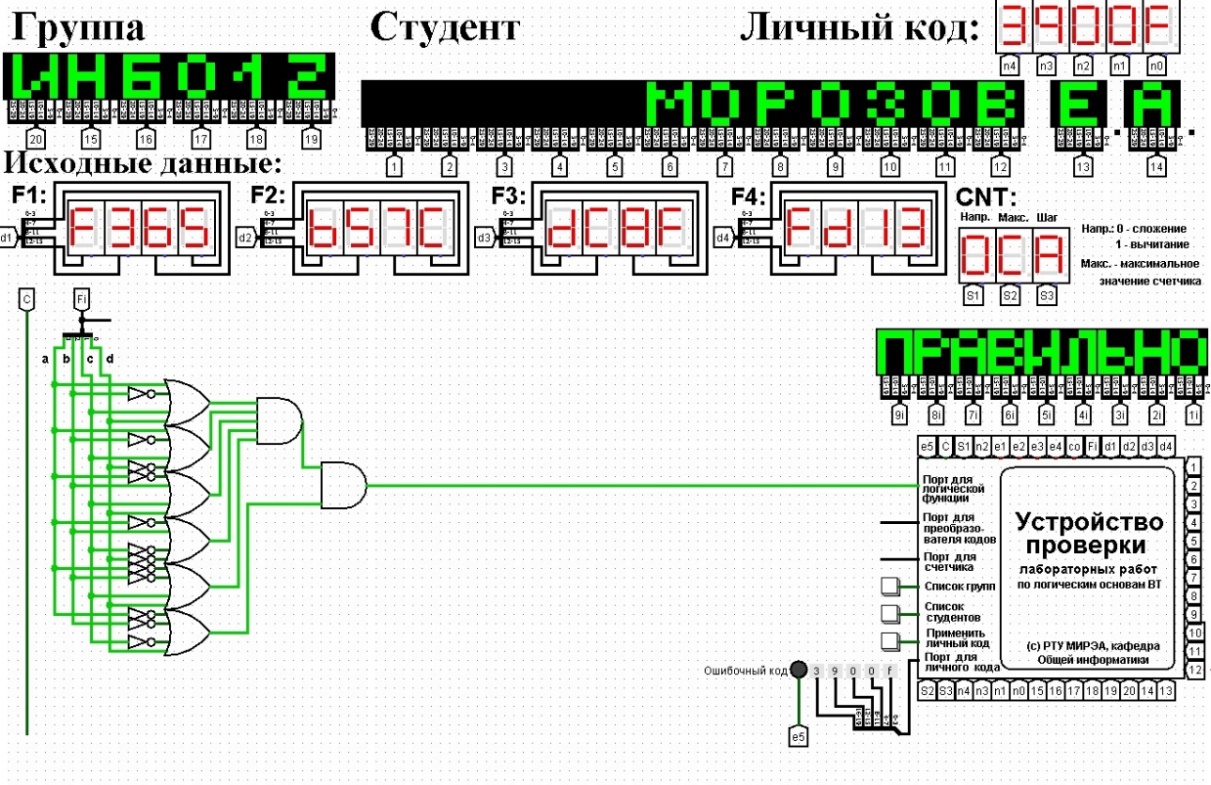 Группа Студент Личный код: 3900F
n4 n3 n2 n1 n0
ИНБ012 МОРОЗОВ Е.А.
20 15 16 17 18 19
1 2 3 4 5 6 7 8 9 10 11 12 13 14
Исходные данные:
F1: F365 F2: b57C F3: dC8F F4: Fd13 CNT:
d1 d2 d3 d4
Напр. Макс. Шаг
0CA
S1 S2 S3
Напр.: 0 - сложение
1 - вычитание
Макс. - максимальное
значение счетчика
C Fi
a b c d
ПРАВИЛЬНО
9i 8i 7i 6i 5i 4i 3i 2i 1i
e5 C S1 n2 e1 e2 e3 e4 co Fi d1 d2 d3 d4
Порт для
логической
функции
Порт для
преобразо-
вателя кодов
Порт для
счетчика
Список групп
Список
студентов
Применить
личный код
Порт для
личного кода
Устройство
проверки
лабораторных работ
по логическим основам ВТ
(c) РТУ МИРЭА, кафедра
Общей информатики
1
2
3
4
5
6
7
8
9
10
11
12
Ошибочный код 3 9 0 0 f
e5
S2 S3 n4 n3 n1 n0 15 16 17 18 19 20 14 13